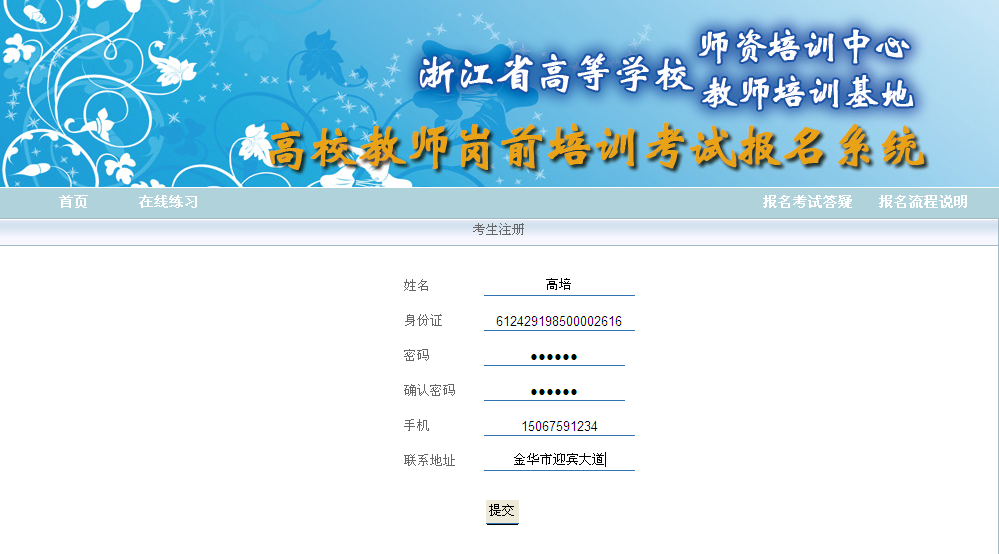 浙江省高等学校 师资培训中心
教师培训基地
高校教师岗前培训考试报名系统
首页 在线练习 报名考试答疑 报名流程说明
考生注册
姓名 高培
身份证 612429198500002616
密码 ●●●●●●
确认密码 ●●●●●●
手机 15067591234
联系地址 金华市迎宾大道
提交